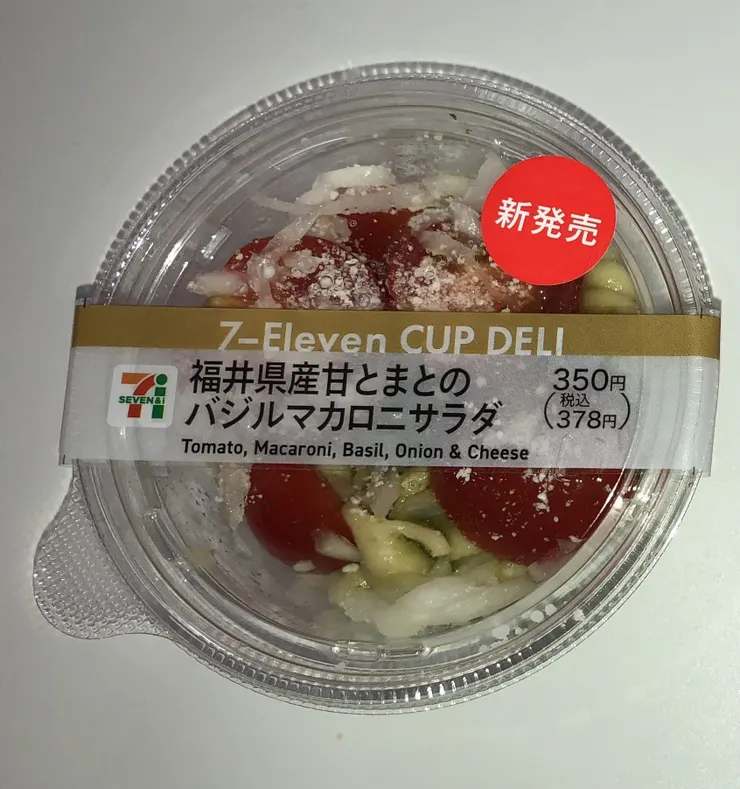 新発売
7-Eleven CUP DELI
7
SEVEN&i
福井県産甘とまとの
バジルマカロニサラダ
Tomato, Macaroni, Basil, Onion & Cheese
350円
(税込378円)